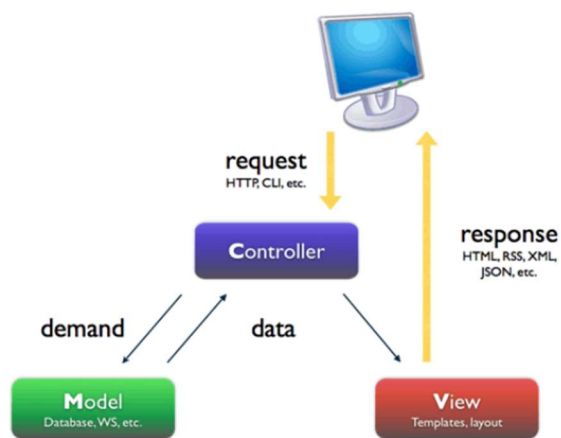 request
HTTP, CLI, etc.
Controller
response
HTML, RSS, XML,
JSON, etc.
demand
data
Model
Database, WS, etc.
View
Templates, layout